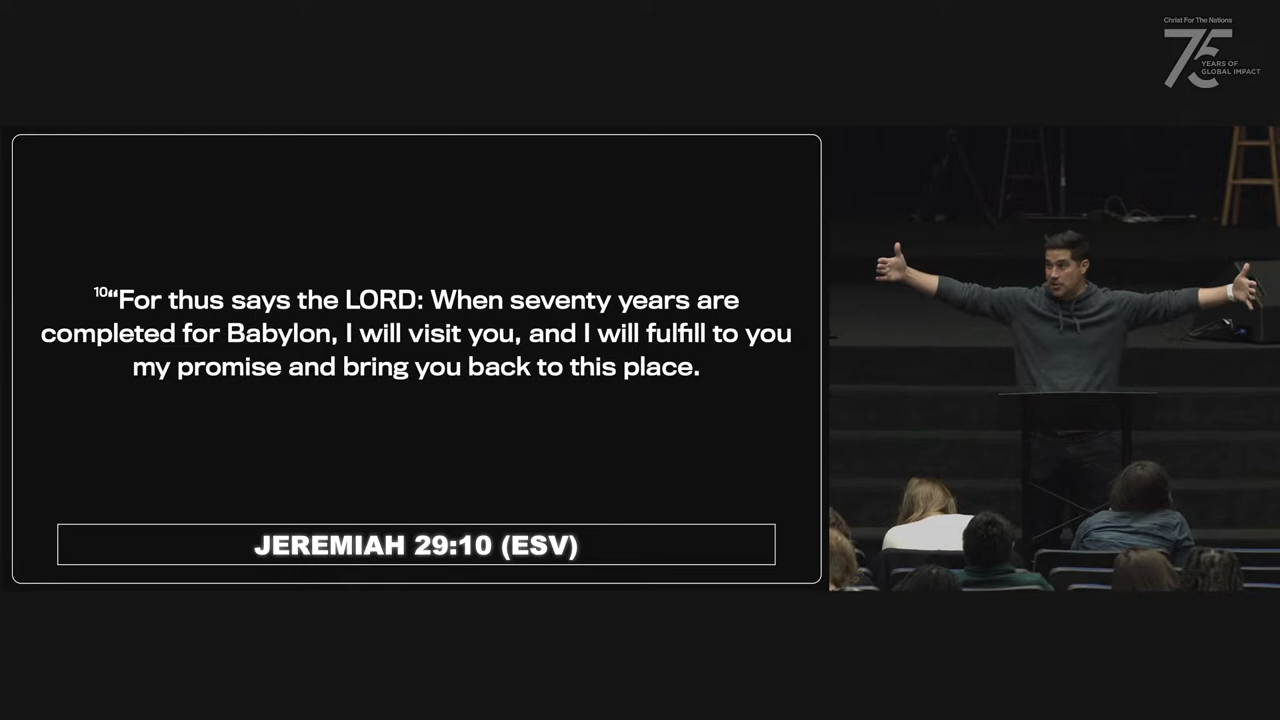 Christ For The Nations
75
YEARS OF
GLOBAL IMPACT
10“For thus says the LORD: When seventy years are
completed for Babylon, I will visit you, and I will fulfill to you
my promise and bring you back to this place.
JEREMIAH 29:10 (ESV)